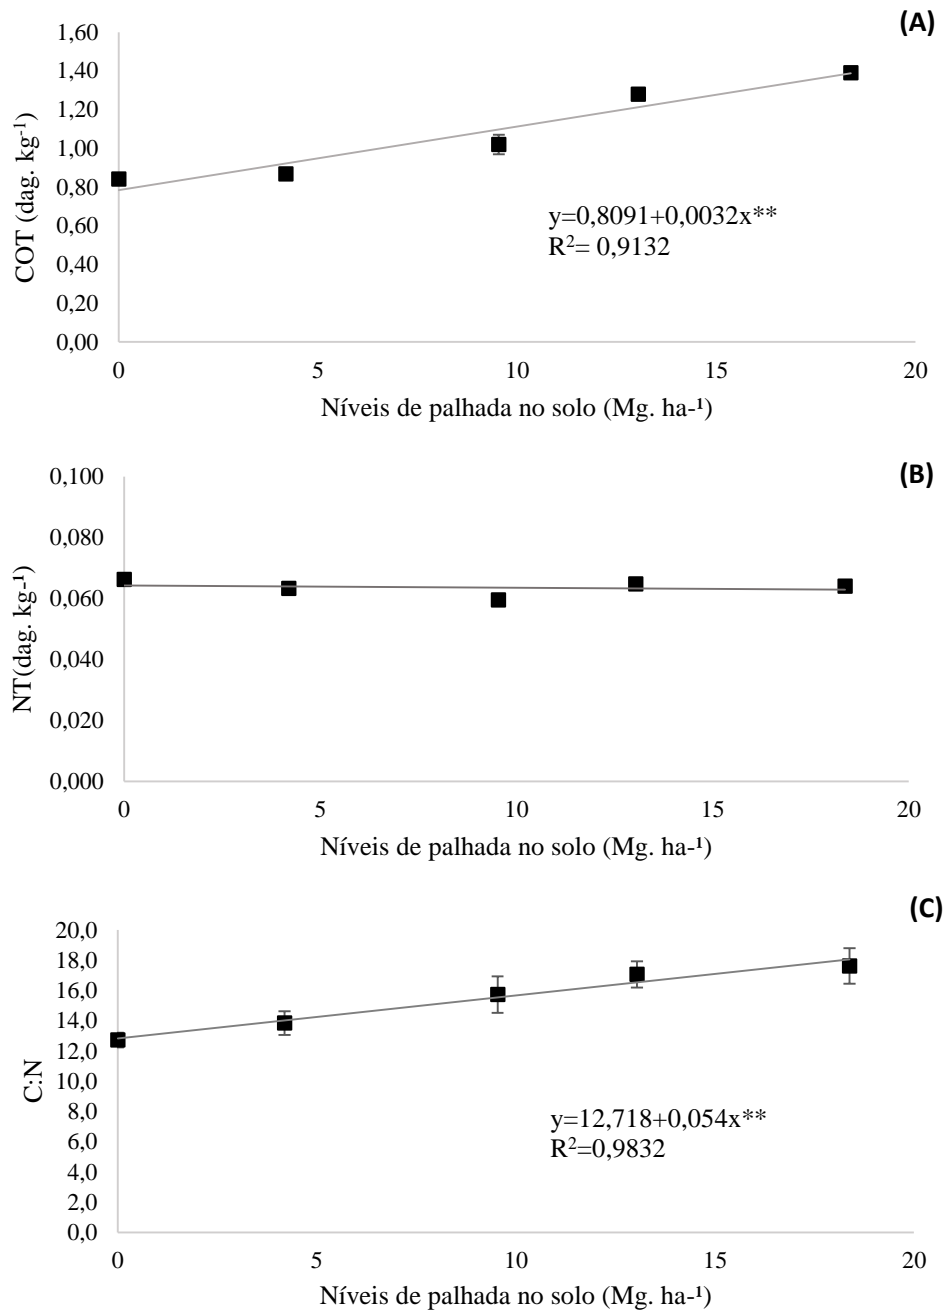 (A)
1,60
1,40
1,20
1,00
0,80
0,60
0,40
0,20
0,00
COT (dag. kg⁻¹)
y=0,8091+0,0032x**
R²= 0,9132
0 5 10 15 20
Níveis de palhada no solo (Mg. ha-¹)
(B)
0,100
0,080
0,060
0,040
0,020
0,000
NT(dag. kg-¹)
0 5 10 15 20
Níveis de palhada no solo (Mg. ha-¹)
(C)
20,0
18,0
16,0
14,0
12,0
10,0
8,0
6,0
4,0
2,0
0,0
C:N
y=12,718+0,054x**
R²=0,9832
0 5 10 15 20
Níveis de palhada no solo (Mg. ha-¹)